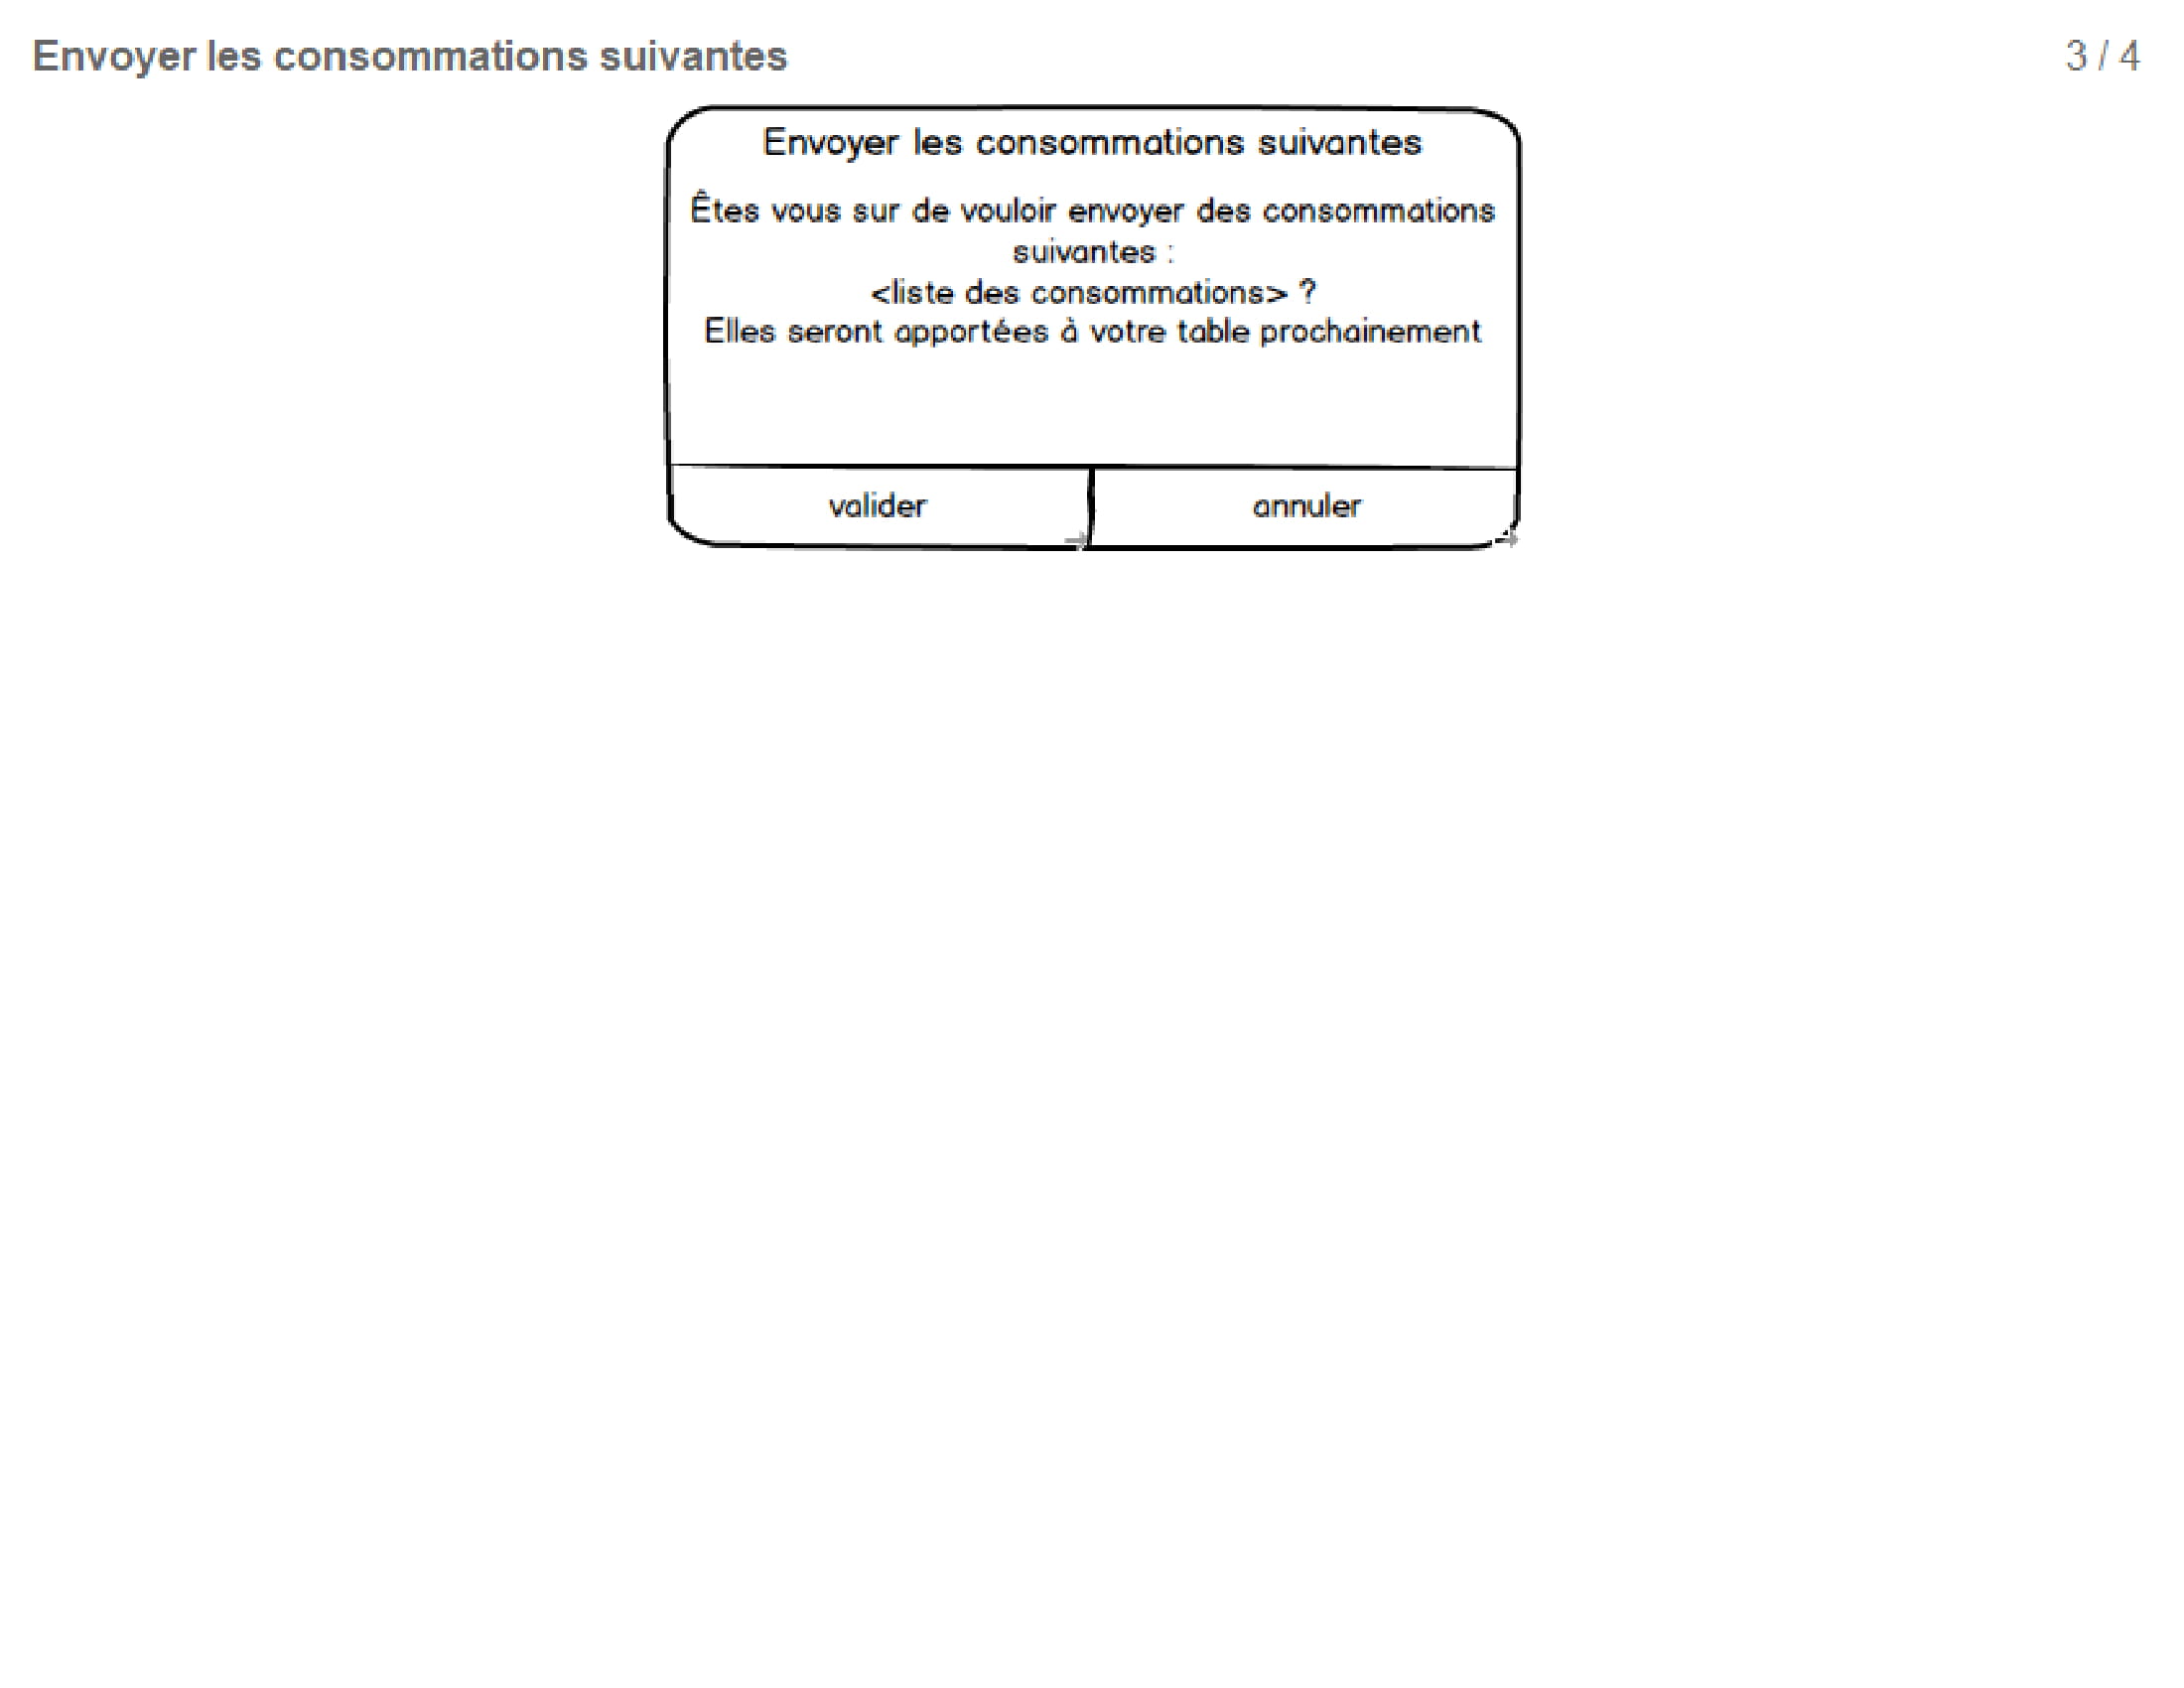 Envoyer les consommations suivantes
3 / 4
Envoyer les consommations suivantes
Êtes vous sur de vouloir envoyer des consommations
suivantes :
<liste des consommations> ?
Elles seront apportées à votre table prochainement
valider
annuler